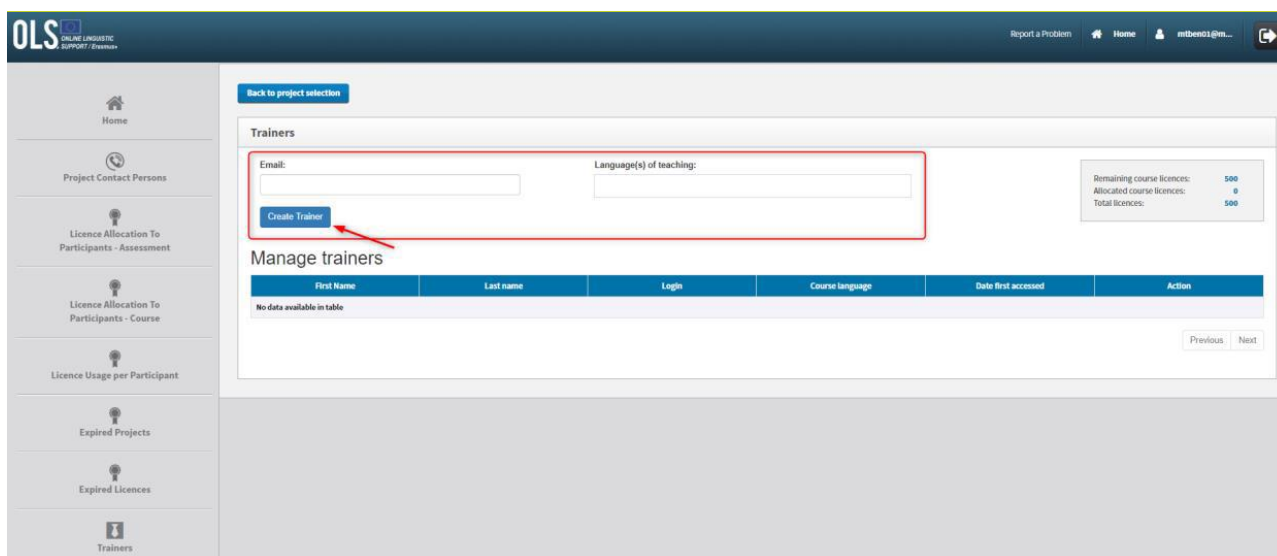 OLS ONLINE LINGUISTIC
SUPPORT / Erasmus+
Report a Problem Home mtben01@m...
Home
Project Contact Persons
Licence Allocation To
Participants - Assessment
Licence Allocation To
Participants - Course
Licence Usage per Participant
Expired Projects
Expired Licences
Trainers
Back to project selection
Trainers
Email: Language(s) of teaching:
Create Trainer
Remaining course licences: 500
Allocated course licences: 0
Total licences: 500
Manage trainers
First Name Last name Login Course language Date first accessed Action
No data available in table
Previous Next